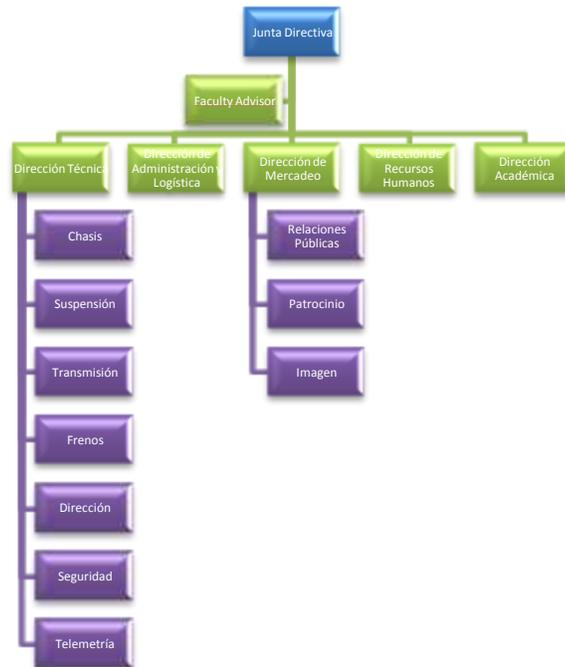 Junta Directiva
Faculty Advisor
Dirección Técnica
Dirección de
Administración y
Logística
Dirección de
Mercadeo
Dirección de
Recursos
Humanos
Dirección
Académica
Chasis
Suspensión
Transmisión
Frenos
Dirección
Seguridad
Telemetría
Relaciones
Públicas
Patrocinio
Imagen